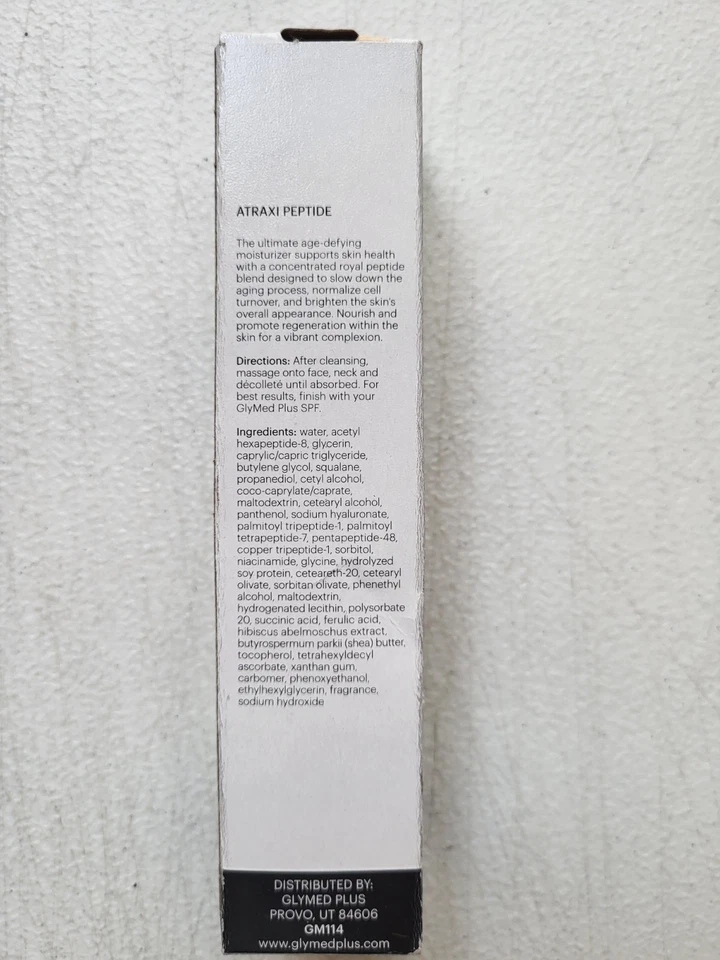 ATRAXI PEPTIDE
The ultimate age-defying
moisturizer supports skin health
with a concentrated royal peptide
blend designed to slow down the
aging process, normalize cell
turnover, and brighten the skin's
overall appearance. Nourish and
promote regeneration within the
skin for a vibrant complexion.
Directions: After cleansing,
massage onto face, neck and
décolleté until absorbed. For
best results, finish with your
GlyMed Plus SPF.
Ingredients: water, acetyl
hexapeptide-8, glycerin,
caprylic/capric triglyceride,
butylene glycol, squalane,
propanediol, cetyl alcohol,
coco-caprylate/caprate,
maltodextrin, cetearyl alcohol,
panthenol, sodium hyaluronate,
palmitoyl tripeptide-1, palmitoyl
tetrapeptide-7, pentapeptide-48,
copper tripeptide-1, sorbitol,
niacinamide, glycine, hydrolyzed
soy protein, ceteareth-20, cetearyl
olivate, sorbitan olivate, phenethyl
alcohol, maltodextrin,
hydrogenated lecithin, polysorbate
20, succinic acid, ferulic acid,
hibiscus abelmoschus extract,
butyrospermum parkii (shea) butter,
tocopherol, tetrahexyldecyl
ascorbate, xanthan gum,
carbomer, phenoxyethanol,
ethylhexylglycerin, fragrance,
sodium hydroxide
DISTRIBUTED BY:
GLYMED PLUS
PROVO, UT 84606
GM114
www.glymedplus.com